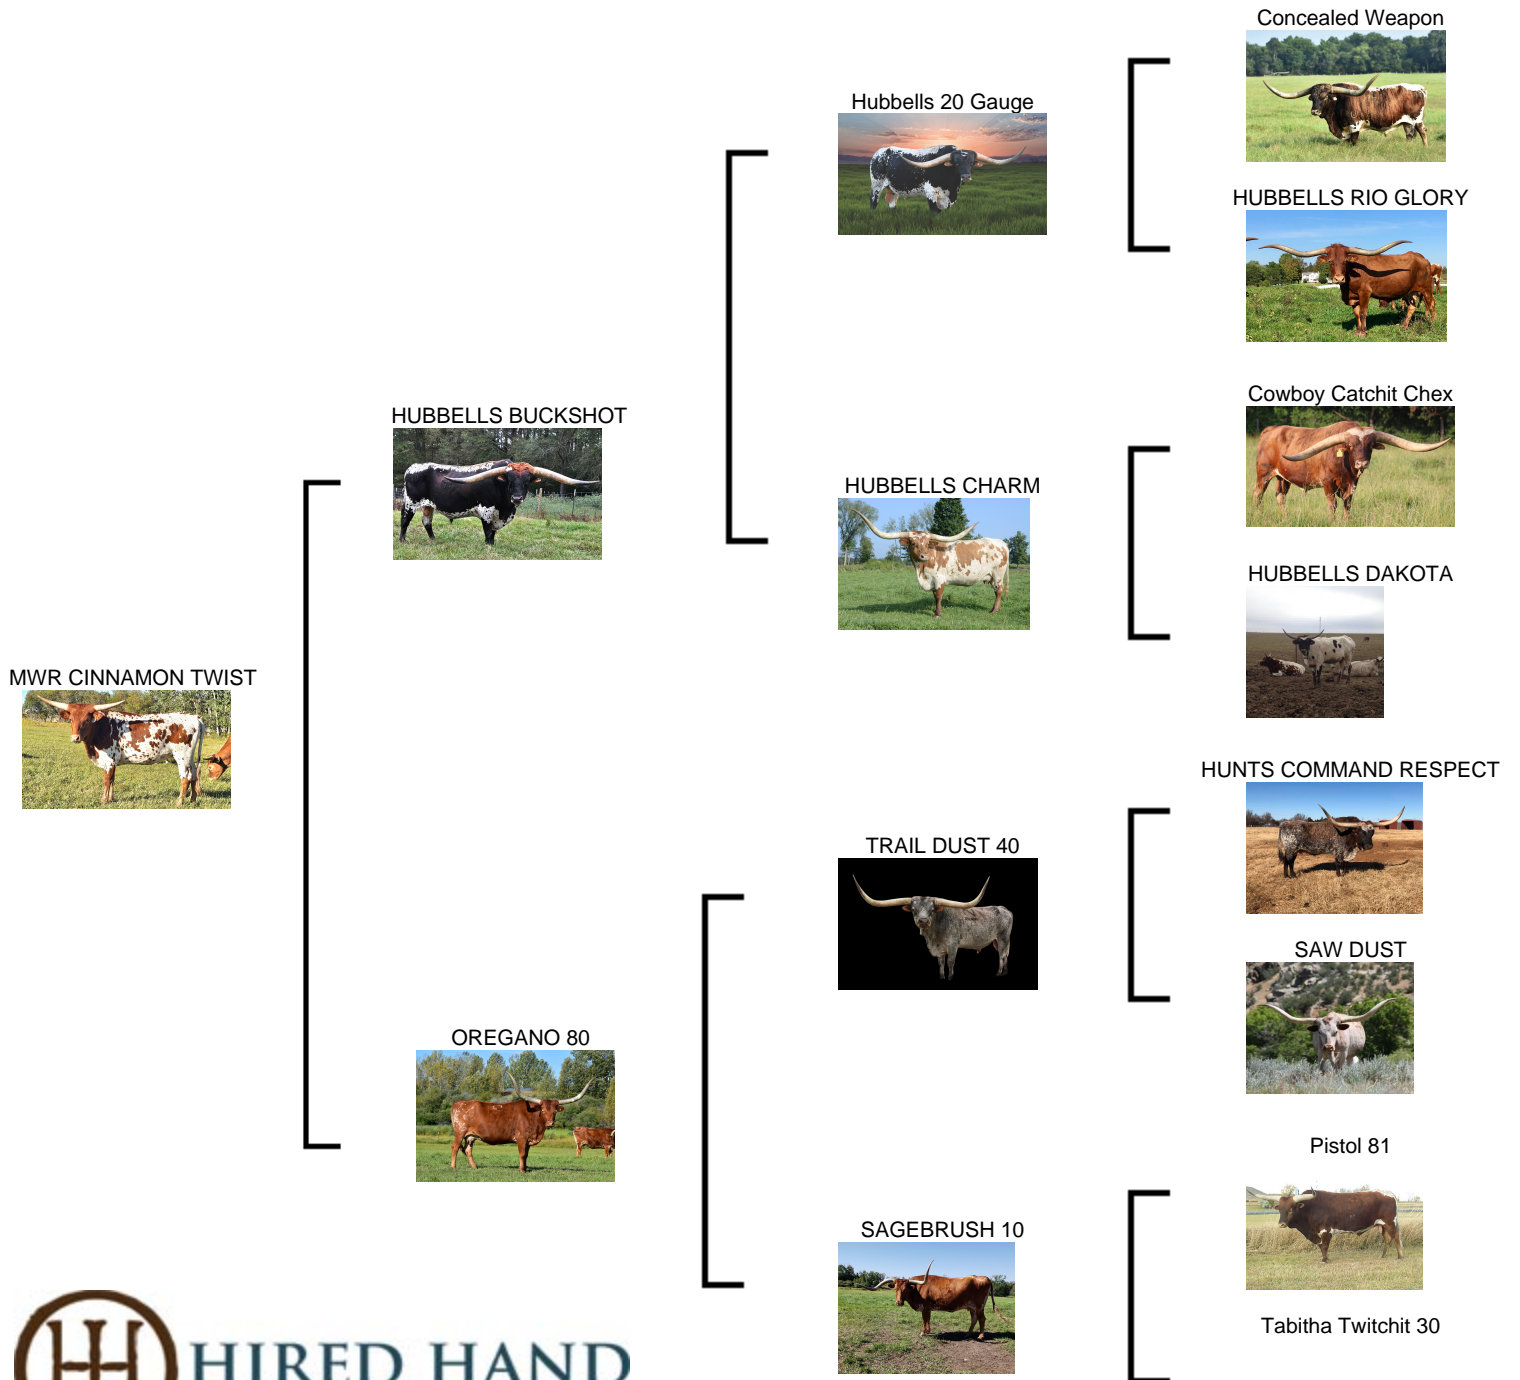 Concealed Weapon
Hubbells 20 Gauge
HUBBELLS RIO GLORY
Cowboy Catchit Chex
HUBBELLS BUCKSHOT
HUBBELLS CHARM
HUBBELLS DAKOTA
MWR CINNAMON TWIST
HUNTS COMMAND RESPECT
TRAIL DUST 40
SAW DUST
OREGANO 80
Pistol 81
SAGEBRUSH 10
Tabitha Twitchit 30
HIRED HAND